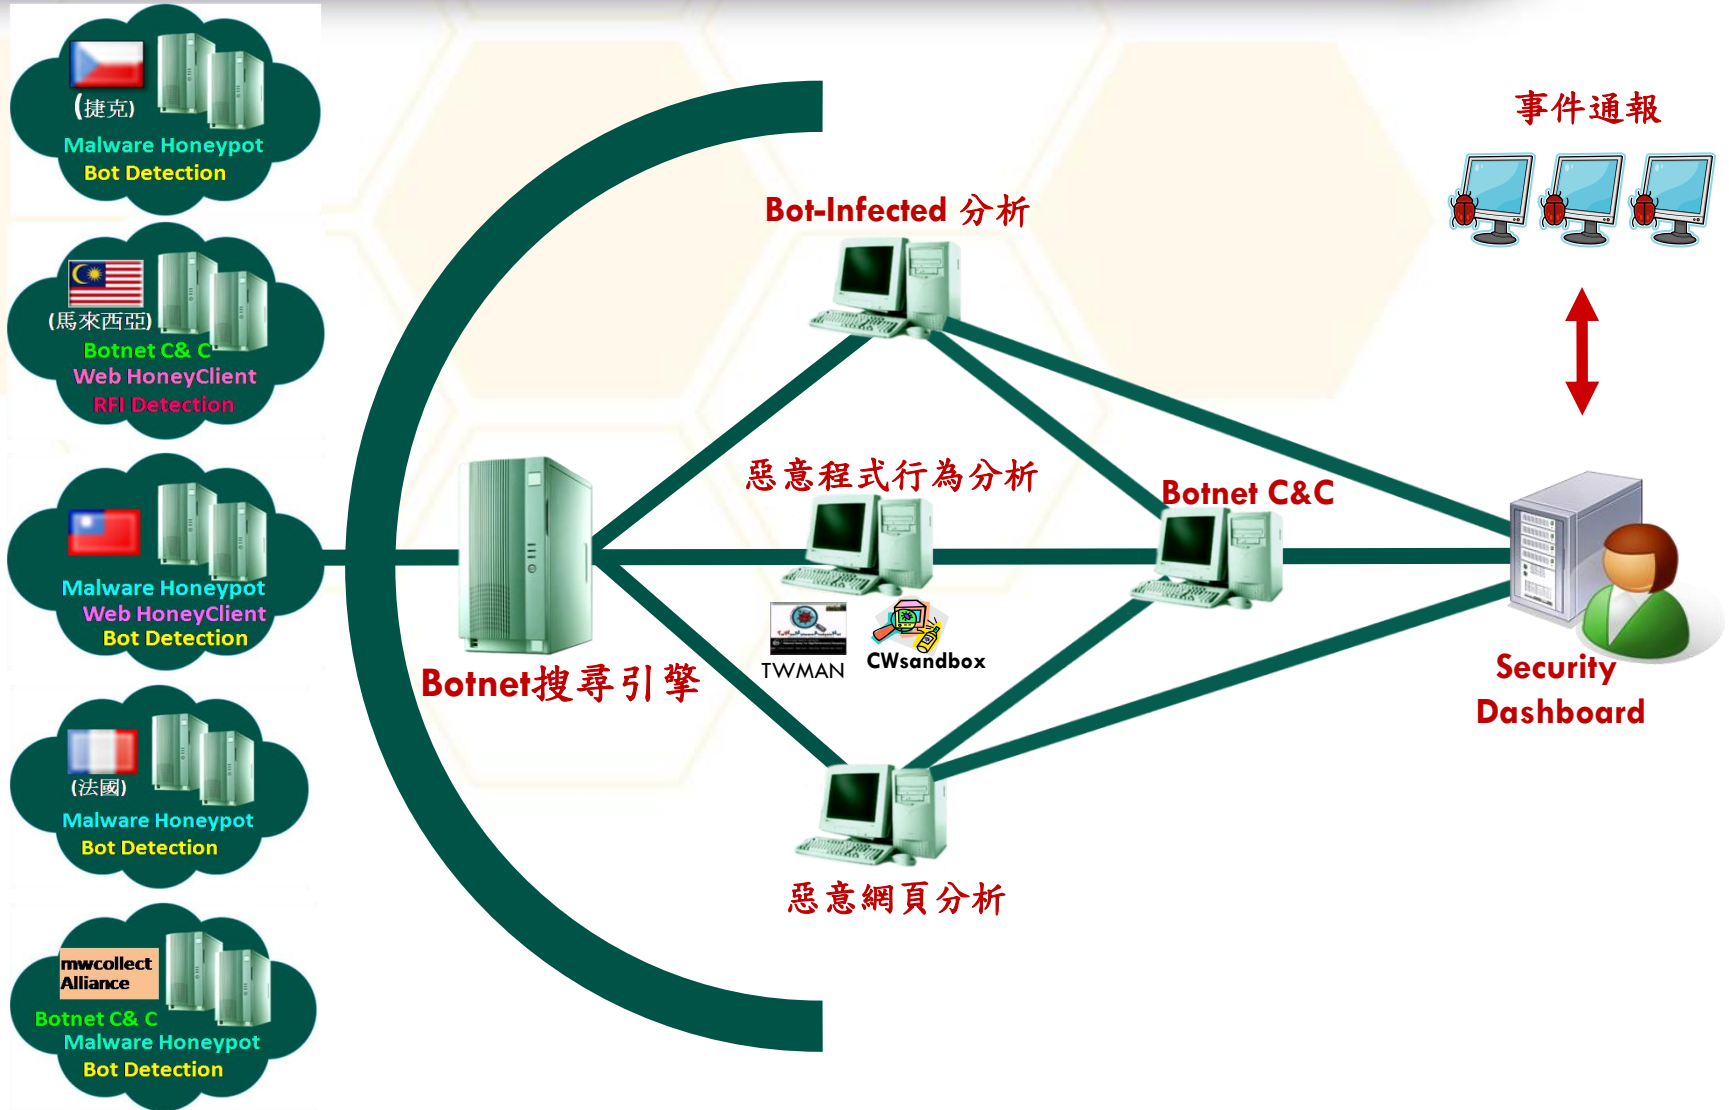 (捷克)
Malware Honeypot
Bot Detection
(馬來西亞)
Botnet C& C
Web HoneyClient
RFI Detection
Malware Honeypot
Web HoneyClient
Bot Detection
(法國)
Malware Honeypot
Bot Detection
mwcollect
Alliance
Botnet C& C
Malware Honeypot
Bot Detection
Botnet搜尋引擎
Bot-Infected 分析
惡意程式行為分析
TWMAN
CWsandbox
惡意網頁分析
Botnet C&C
事件通報
Security
Dashboard